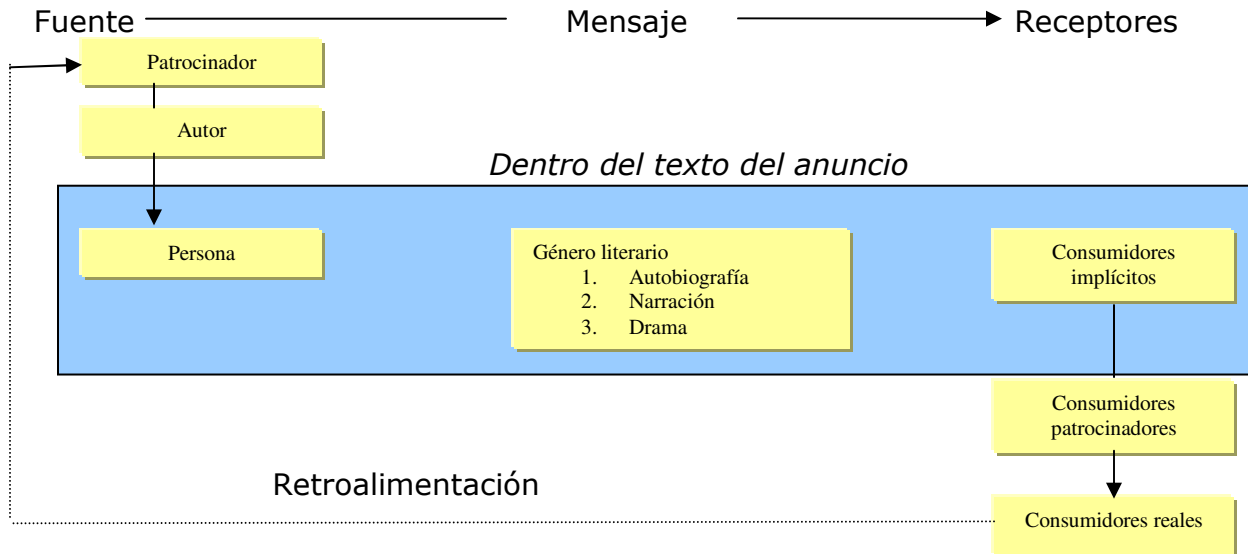 Fuente
Mensaje
Receptores
Patrocinador
Autor
Dentro del texto del anuncio
Persona
Género literario
1. Autobiografía
2. Narración
3. Drama
Consumidores
implícitos
Consumidores
patrocinadores
Retroalimentación
Consumidores reales